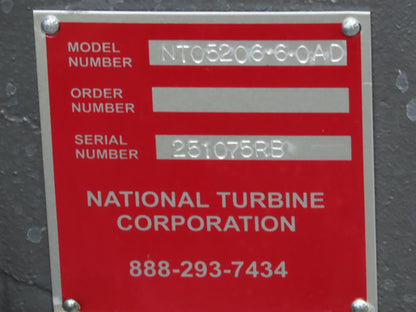 MODEL
NUMBER NT05206·6·0AD
ORDER
NUMBER
SERIAL
NUMBER 251075RB
NATIONAL TURBINE
CORPORATION
888-293-7434